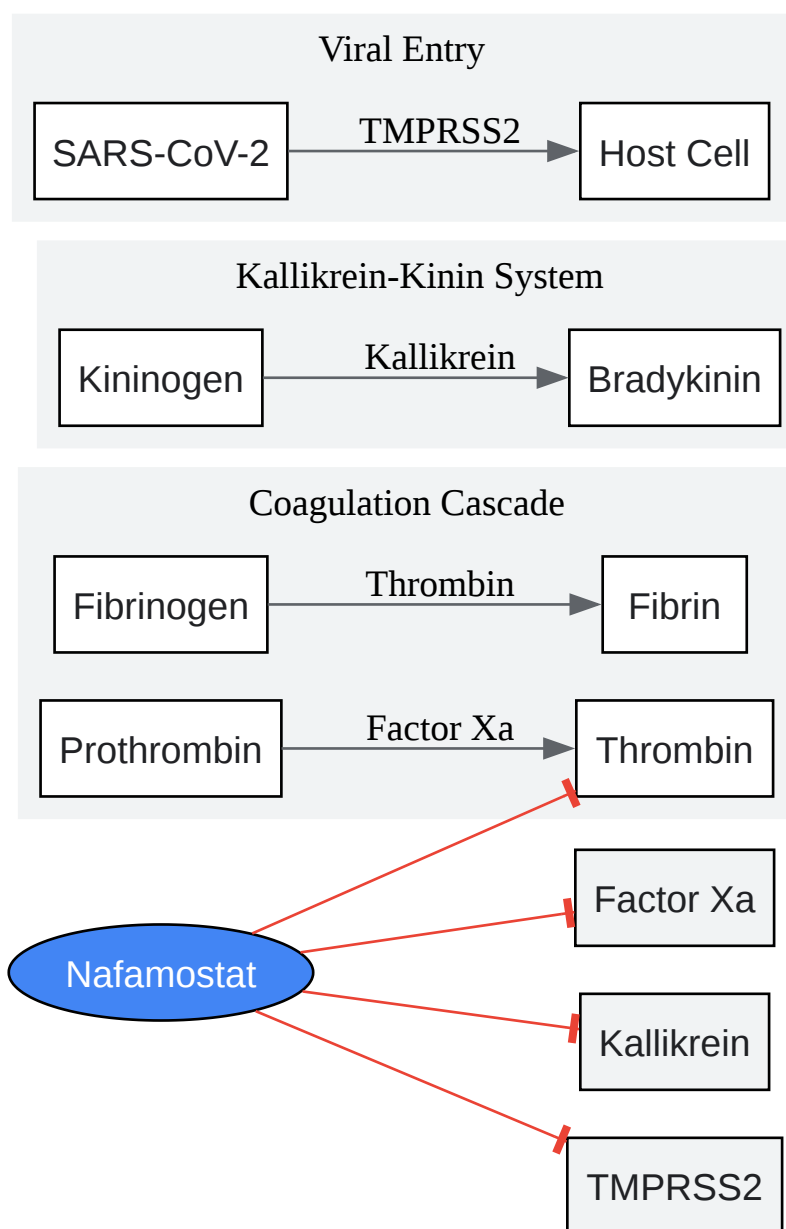 Viral Entry
SARS-CoV-2
TMPRSS2
Host Cell
Kallikrein-Kinin System
Kininogen
Kallikrein
Bradykinin
Coagulation Cascade
Fibrinogen
Thrombin
Fibrin
Prothrombin
Factor Xa
Thrombin
Factor Xa
Nafamostat
Kallikrein
TMPRSS2